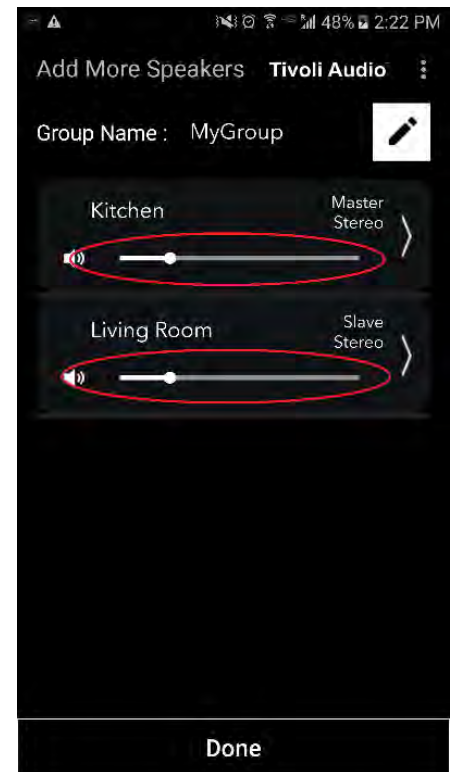 48% 2:22 PM
Add More Speakers Tivoli Audio
Group Name : MyGroup
Kitchen
Master
Stereo
Living Room
Slave
Stereo
Done